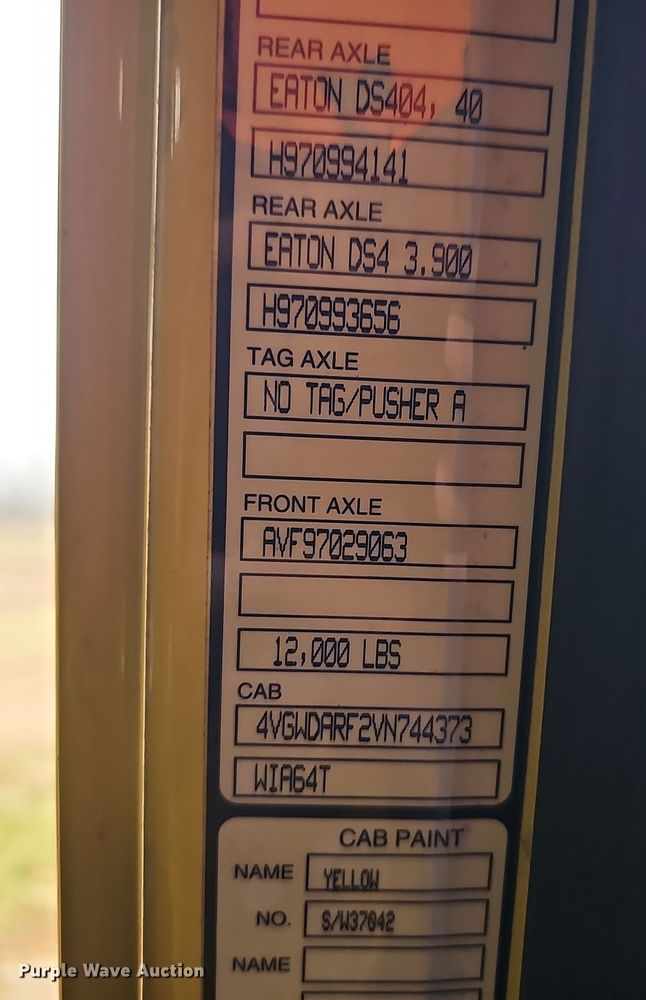 REAR AXLE
EATON DS404, 40
H970994141
REAR AXLE
EATON DS4 3.900
H970993656
TAG AXLE
NO TAG/PUSHER A
FRONT AXLE
AVF97029063
12,000 LBS
CAB
4VGWDARF2VN744373
WIA64T
CAB PAINT
NAME YELLOW
NO. S/W37042
NAME
Purple Wave Auction